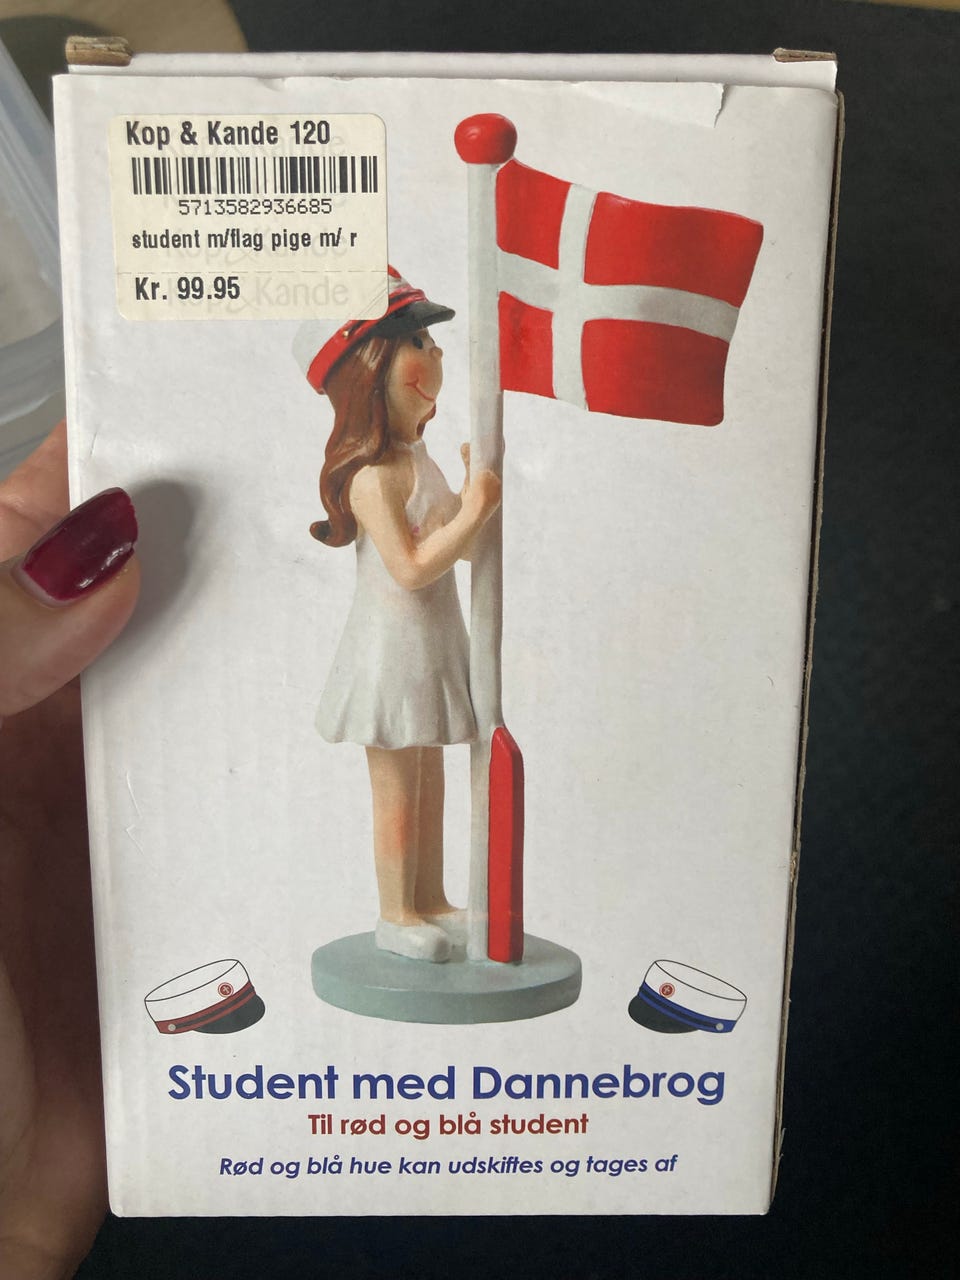 Kop & Kande 120
5713582936685
student m/flag pige m/ r
Kr. 99.95
Student med Dannebrog
Til rød og blå student
Rød og blå hue kan udskiftes og tages af